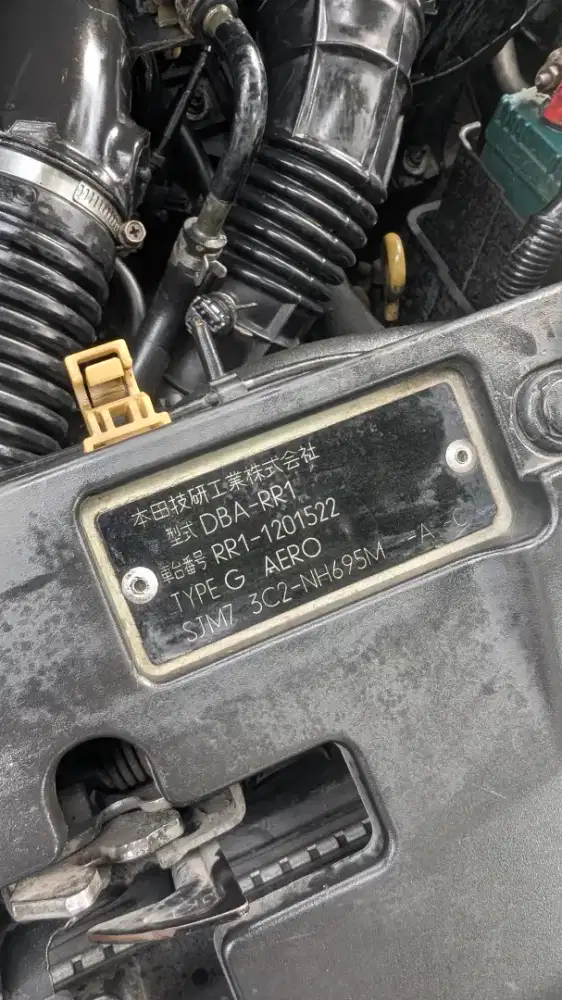 本田技研工業株式会社
型式 DBA-RR1
車台番号 RR1-1201522
TYPE G AERO
SJM7 3C2-NH695M -A C